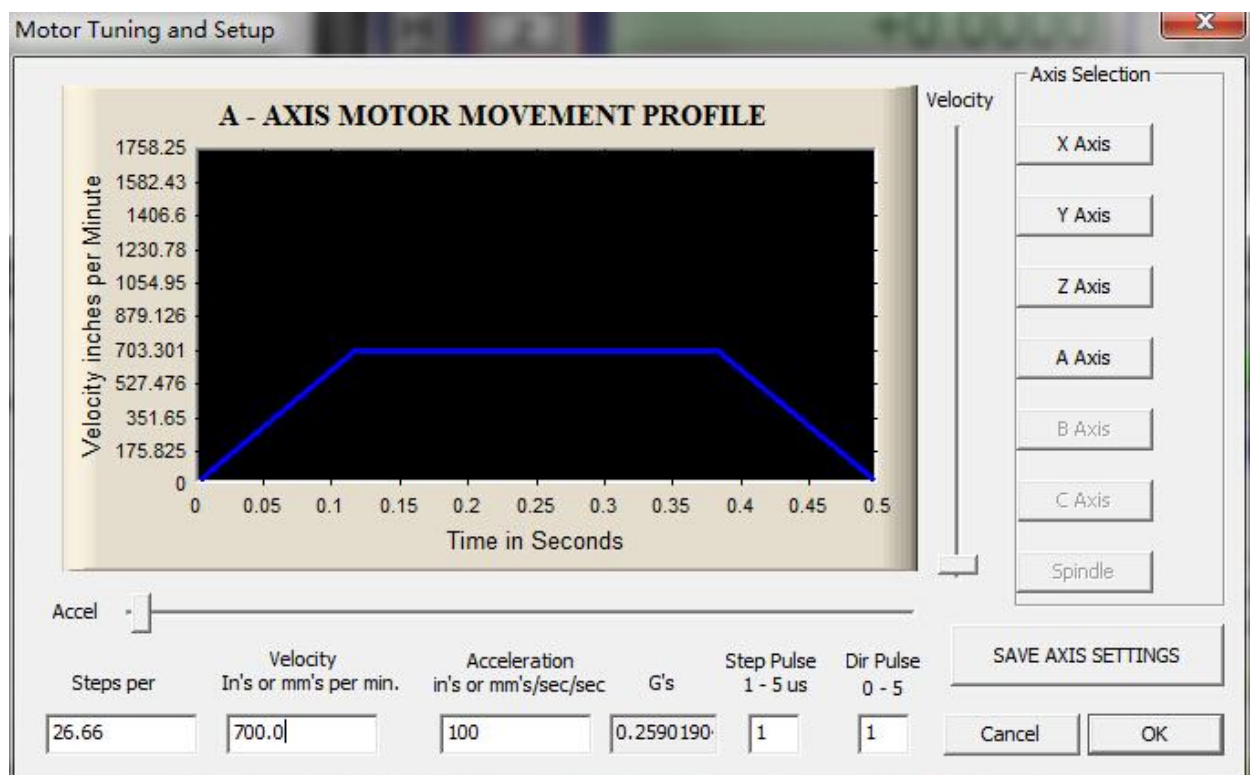 Motor Tuning and Setup
+0.0000
A - AXIS MOTOR MOVEMENT PROFILE
Velocity inches per Minute
1758.25
1582.43
1406.6
1230.78
1054.95
879.126
703.301
527.476
351.65
175.825
0
0 0.05 0.1 0.15 0.2 0.25 0.3 0.35 0.4 0.45 0.5
Time in Seconds
Velocity
Axis Selection
X Axis
Y Axis
Z Axis
A Axis
B Axis
C Axis
Spindle
Accel
Steps per
26.66
Velocity
In's or mm's per min.
700.0
Acceleration
in's or mm's/sec/sec
100
G's
0.2590190
Step Pulse
1 - 5 us
1
Dir Pulse
0 - 5
1
SAVE AXIS SETTINGS
Cancel
OK